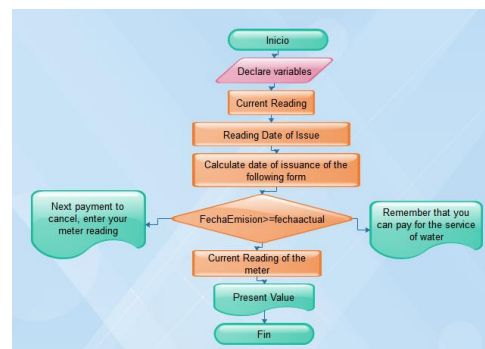 Inicio
Declare variables
Current Reading
Reading Date of Issue
Calculate date of issuance of the
following form
Next payment to
cancel, enter your
meter reading
FechaEmision>=fechaactual
Remember that you
can pay for the service
of water
Current Reading of the
meter
Present Value
Fin